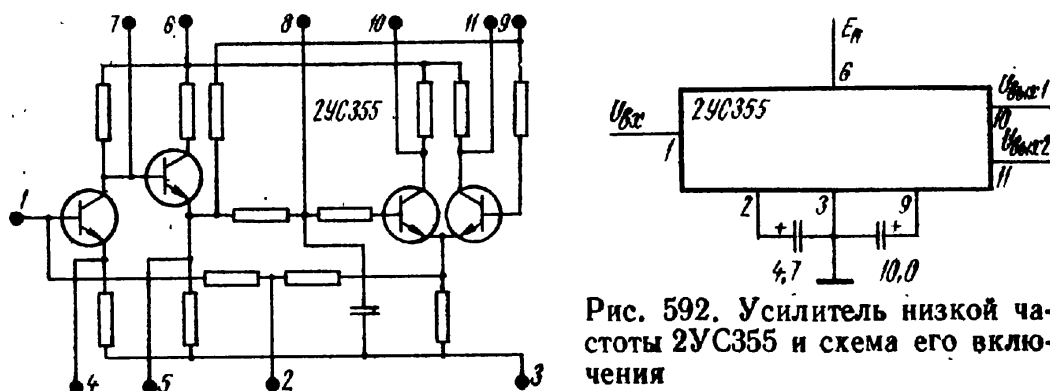 7 6 8 10 11 9
2УС355
1
4 5 2 3
Eп
6
Uвх
2УС355
Uвых1
1
10
Uвых2
11
2 3 9
+ +
4,7 10,0
Рис. 592. Усилитель низкой ча-
стоты 2УС355 и схема его вклю-
чения